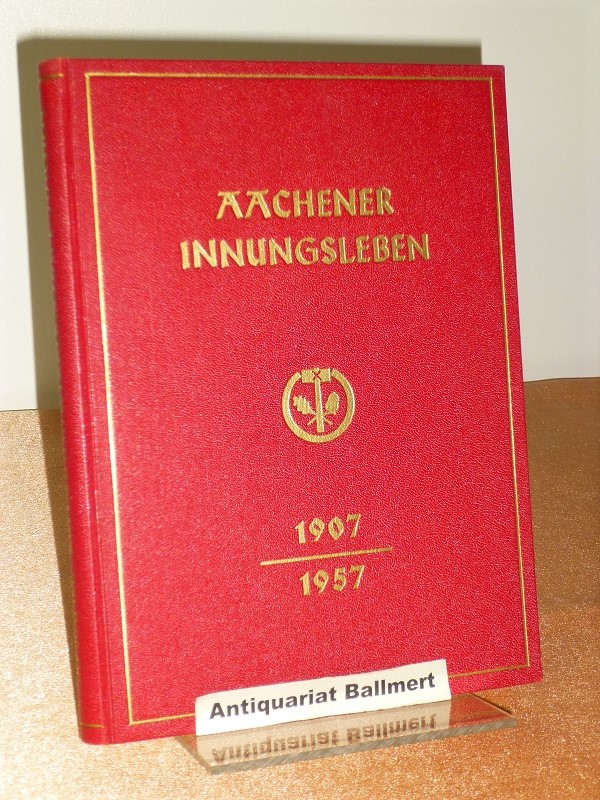 AACHENER
INNUNGSLEBEN
1907
1957
Antiquariat Ballmert